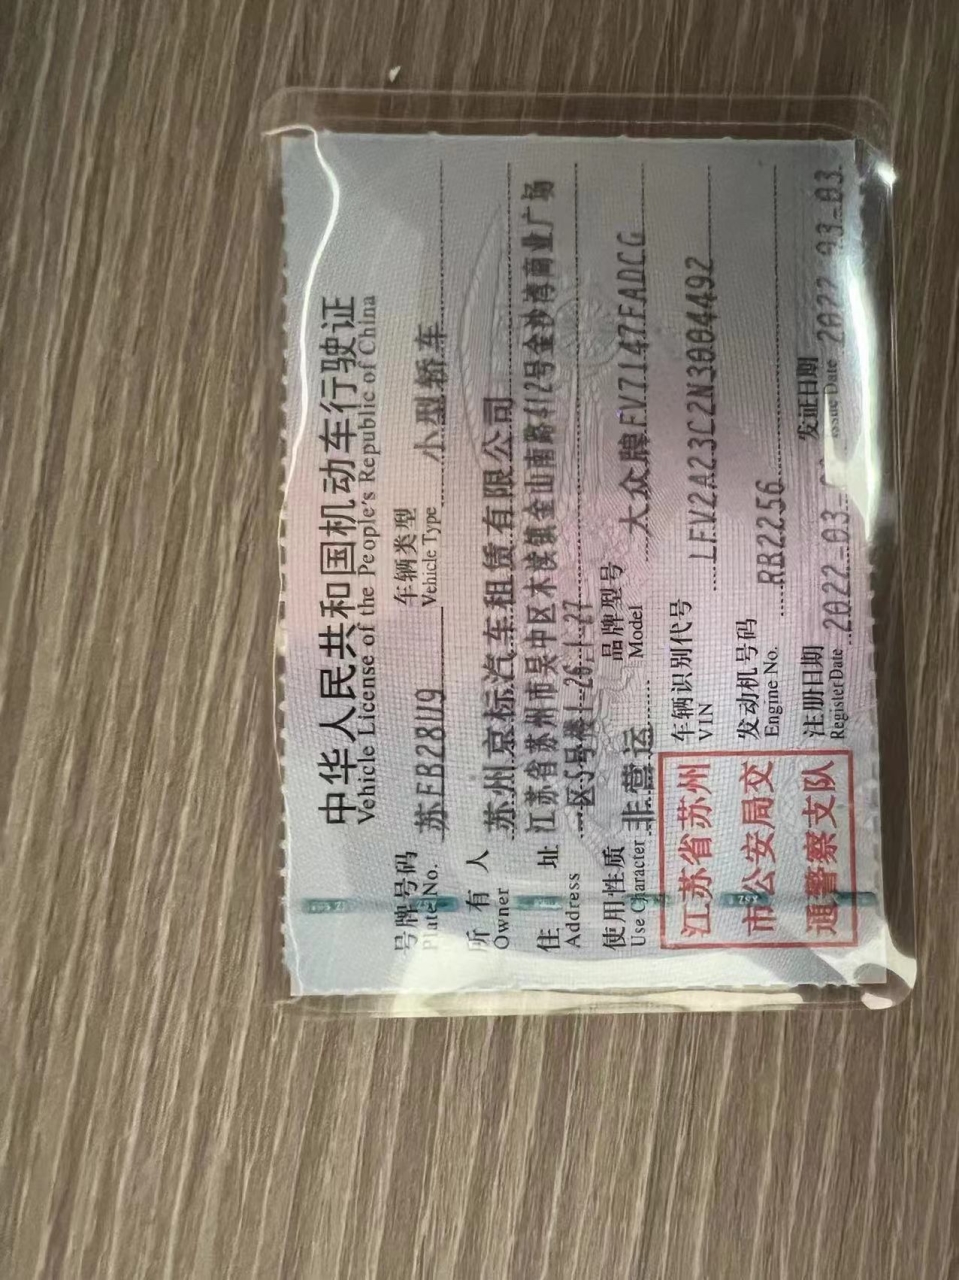 中华人民共和国机动车行驶证
Vehicle License of the People's Republic of China
号牌号码 苏FB28U9 车辆类型 小型轿车
Plate No. Vehicle Type
所有人 苏州京标汽车租赁有限公司
Owner
住址 江苏省苏州市吴中区木渎镇金山南路412号金沙湾商业广场
Address 区5号楼1-26,1-27
使用性质 非营运 品牌型号 大众牌FV7147FADCG
Use Character Model
江苏省苏州
市公安局交
通警察支队
车辆识别代号 LFV2A23C2N3004492
VIN
发动机号码 RB2256
Engine No.
注册日期 2022-03- 发证日期 2022-03-03
Register Date Issue Date